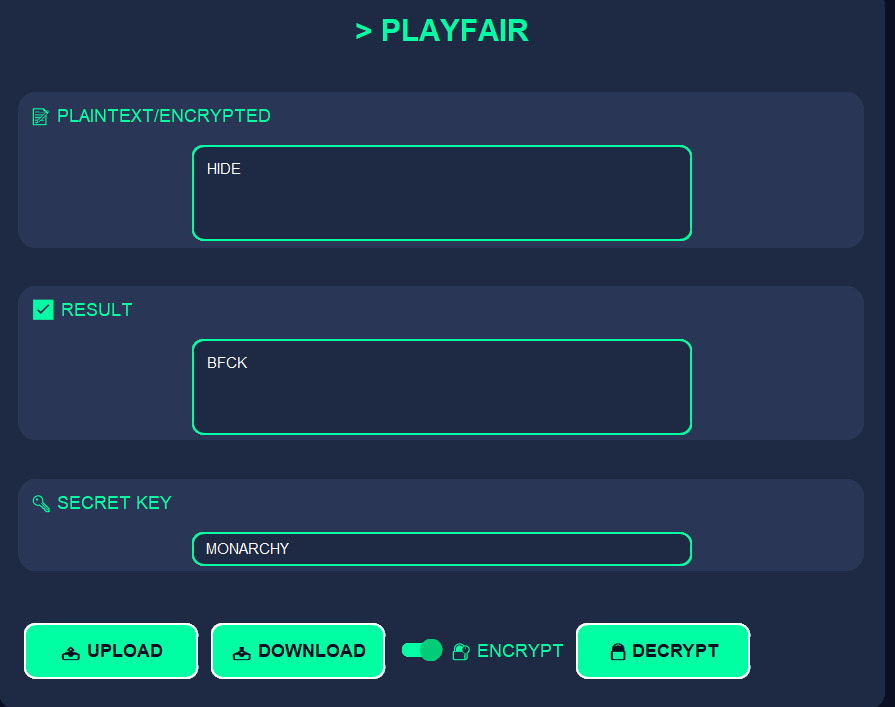 > PLAYFAIR
PLAINTEXT/ENCRYPTED
HIDE
RESULT
BFCK
SECRET KEY
MONARCHY
UPLOAD DOWNLOAD ENCRYPT DECRYPT